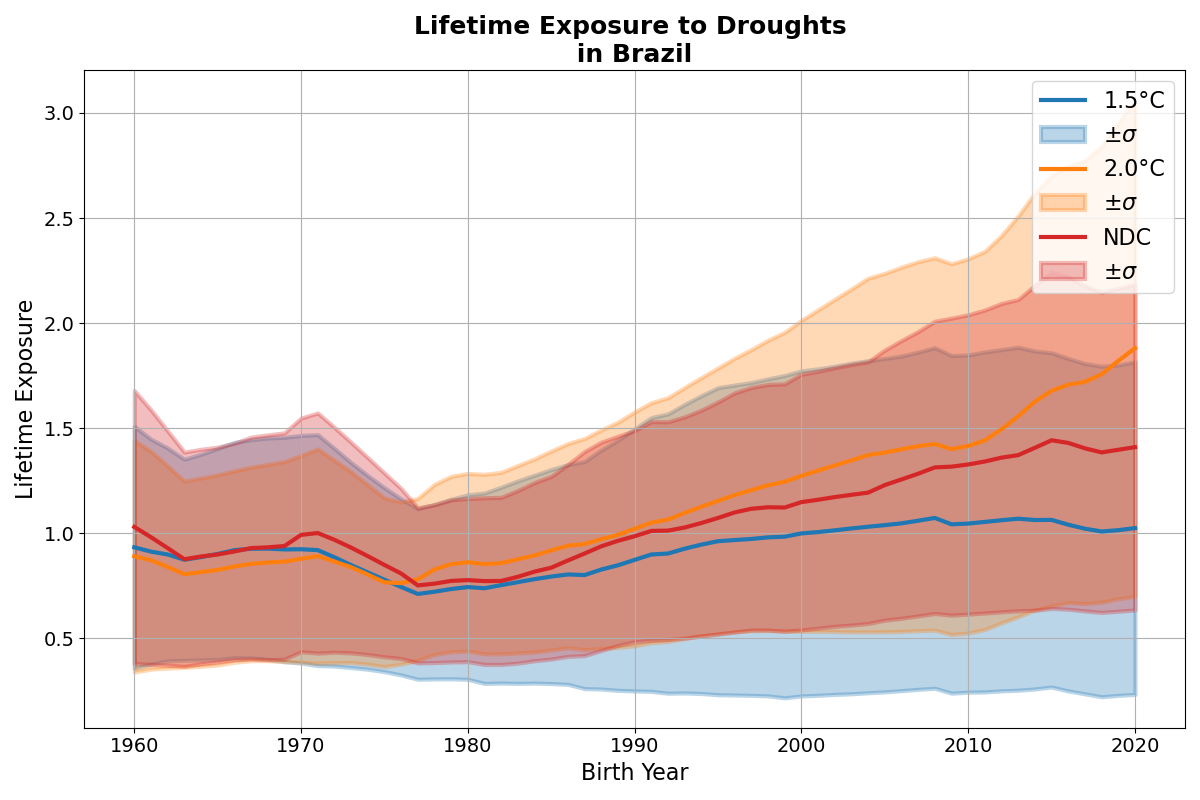 Lifetime Exposure to Droughts
in Brazil
1.5°C
±σ
2.0°C
±σ
NDC
±σ
Lifetime Exposure
3.0
2.5
2.0
1.5
1.0
0.5
1960 1970 1980 1990 2000 2010 2020
Birth Year